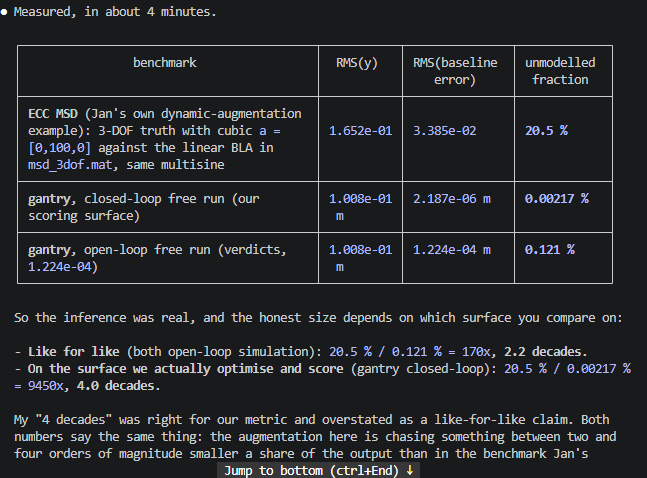 ● Measured, in about 4 minutes.
benchmark RMS(y) RMS(baseline unmodelled
error) fraction
ECC MSD (Jan's own dynamic-augmentation
example): 3-DOF truth with cubic a = 1.652e-01 3.385e-02 20.5 %
[0,100,0] against the linear BLA in
msd_3dof.mat, same multisine
gantry, closed-loop free run (our 1.008e-01 2.187e-06 m 0.00217 %
scoring surface) m
gantry, open-loop free run (verdicts, 1.008e-01 1.224e-04 m 0.121 %
1.224e-04) m
So the inference was real, and the honest size depends on which surface you compare on:
- Like for like (both open-loop simulation): 20.5 % / 0.121 % = 170x, 2.2 decades.
- On the surface we actually optimise and score (gantry closed-loop): 20.5 % / 0.00217 %
= 9450x, 4.0 decades.
My "4 decades" was right for our metric and overstated as a like-for-like claim. Both
numbers say the same thing: the augmentation here is chasing something between two and
four orders of magnitude smaller a share of the output than in the benchmark Jan's
Jump to bottom (ctrl+End) ↓